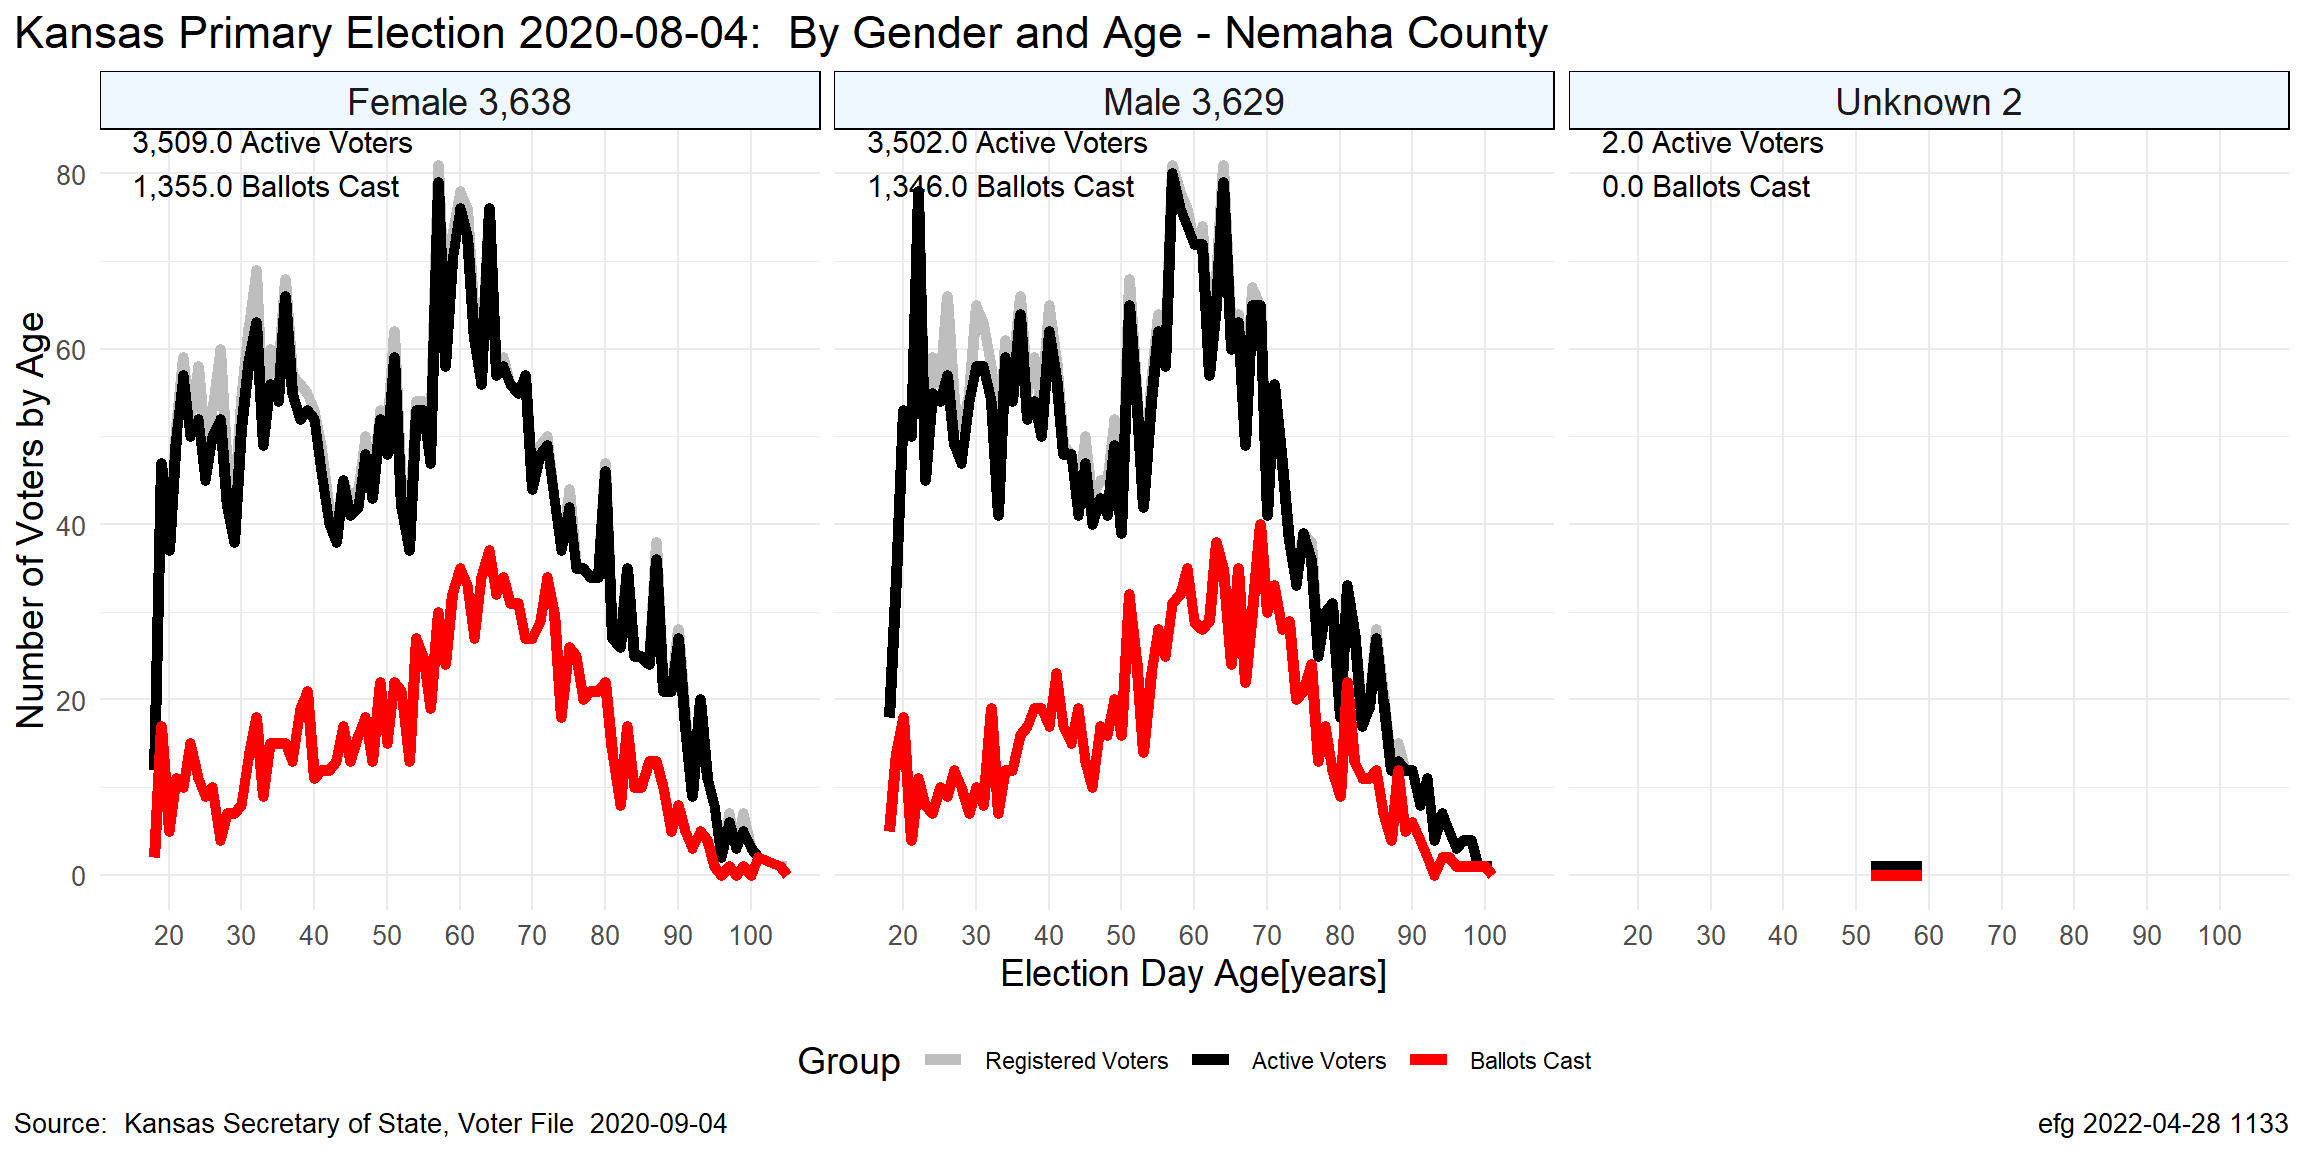 Kansas Primary Election 2020-08-04:  By Gender and Age - Nemaha County
Female 3,638
Male 3,629
Unknown 2
3,509.0 Active Voters
1,355.0 Ballots Cast
3,502.0 Active Voters
1,346.0 Ballots Cast
2.0 Active Voters
0.0 Ballots Cast
Number of Voters by Age
80
60
40
20
0
20 30 40 50 60 70 80 90 100
20 30 40 50 60 70 80 90 100
20 30 40 50 60 70 80 90 100
Election Day Age[years]
Group Registered Voters Active Voters Ballots Cast
Source:  Kansas Secretary of State, Voter File  2020-09-04
efg 2022-04-28 1133